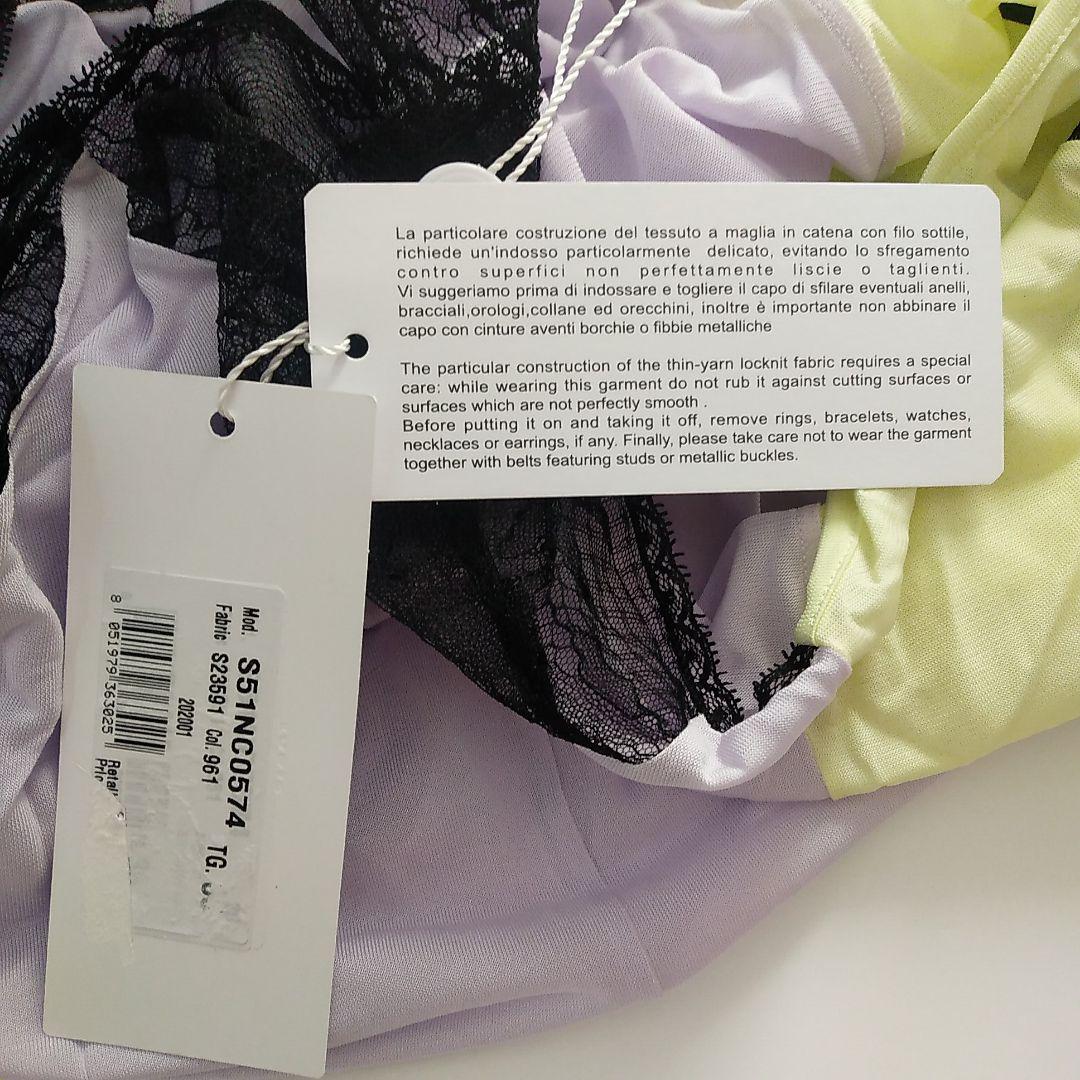 La particolare costruzione del tessuto a maglia in catena con filo sottile,
richiede un'indosso particolarmente delicato, evitando lo sfregamento
contro superfici non perfettamente liscie o taglienti.
Vi suggeriamo prima di indossare e togliere il capo di sfilare eventuali anelli,
bracciali,orologi,collane ed orecchini, inoltre è importante non abbinare il
capo con cinture aventi borchie o fibbie metalliche
The particular construction of the thin-yarn locknit fabric requires a special
care: while wearing this garment do not rub it against cutting surfaces or
surfaces which are not perfectly smooth .
Before putting it on and taking it off, remove rings, bracelets, watches,
necklaces or earrings, if any. Finally, please take care not to wear the garment
together with belts featuring studs or metallic buckles.
Mod. S51NC0574
Fabric S23591 Col. 961 TG.
202001
8 051979 363025